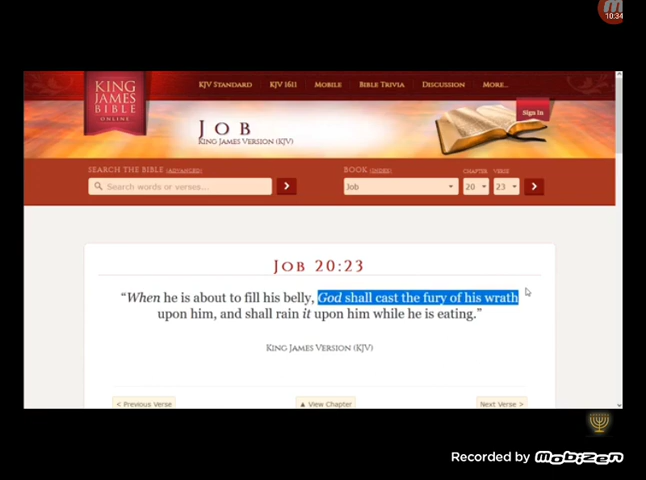 10:34
KING
JAMES
BIBLE
ONLINE
KJV STANDARD KJV 1611 MOBILE BIBLE TRIVIA DISCUSSION MORE...
Sign In
JOB
KING JAMES VERSION (KJV)
SEARCH THE BIBLE (ADVANCED) BOOK (INDEX) CHAPTER VERSE
Search words or verses... Job 20 23
JOB 20:23
“When he is about to fill his belly, God shall cast the fury of his wrath
upon him, and shall rain it upon him while he is eating.”
KING JAMES VERSION (KJV)
< Previous Verse ▲ View Chapter Next Verse >
Recorded by Mobizen